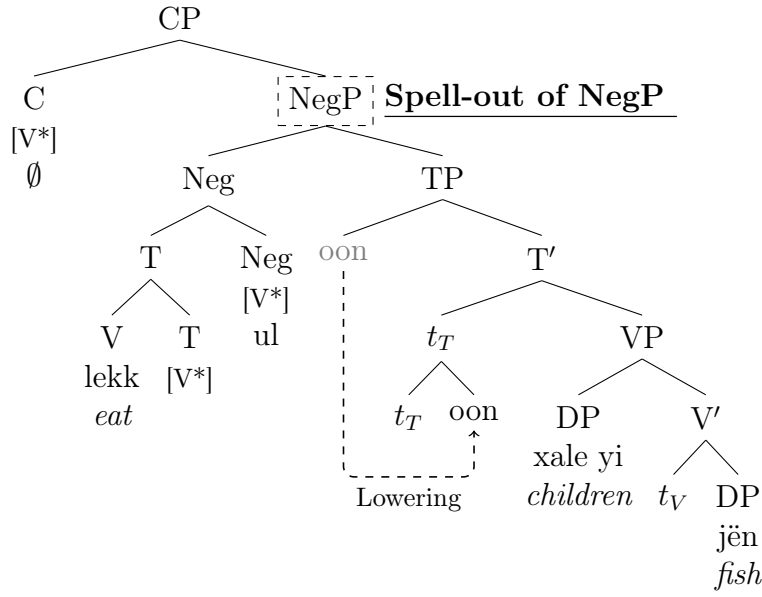 CP
C NegP Spell-out of NegP
[V*]
∅
Neg TP
T Neg oon T′
[V*]
V T ul t_T VP
lekk [V*]
eat t_T oon DP V′
xale yi
Lowering children t_V DP
jën
fish